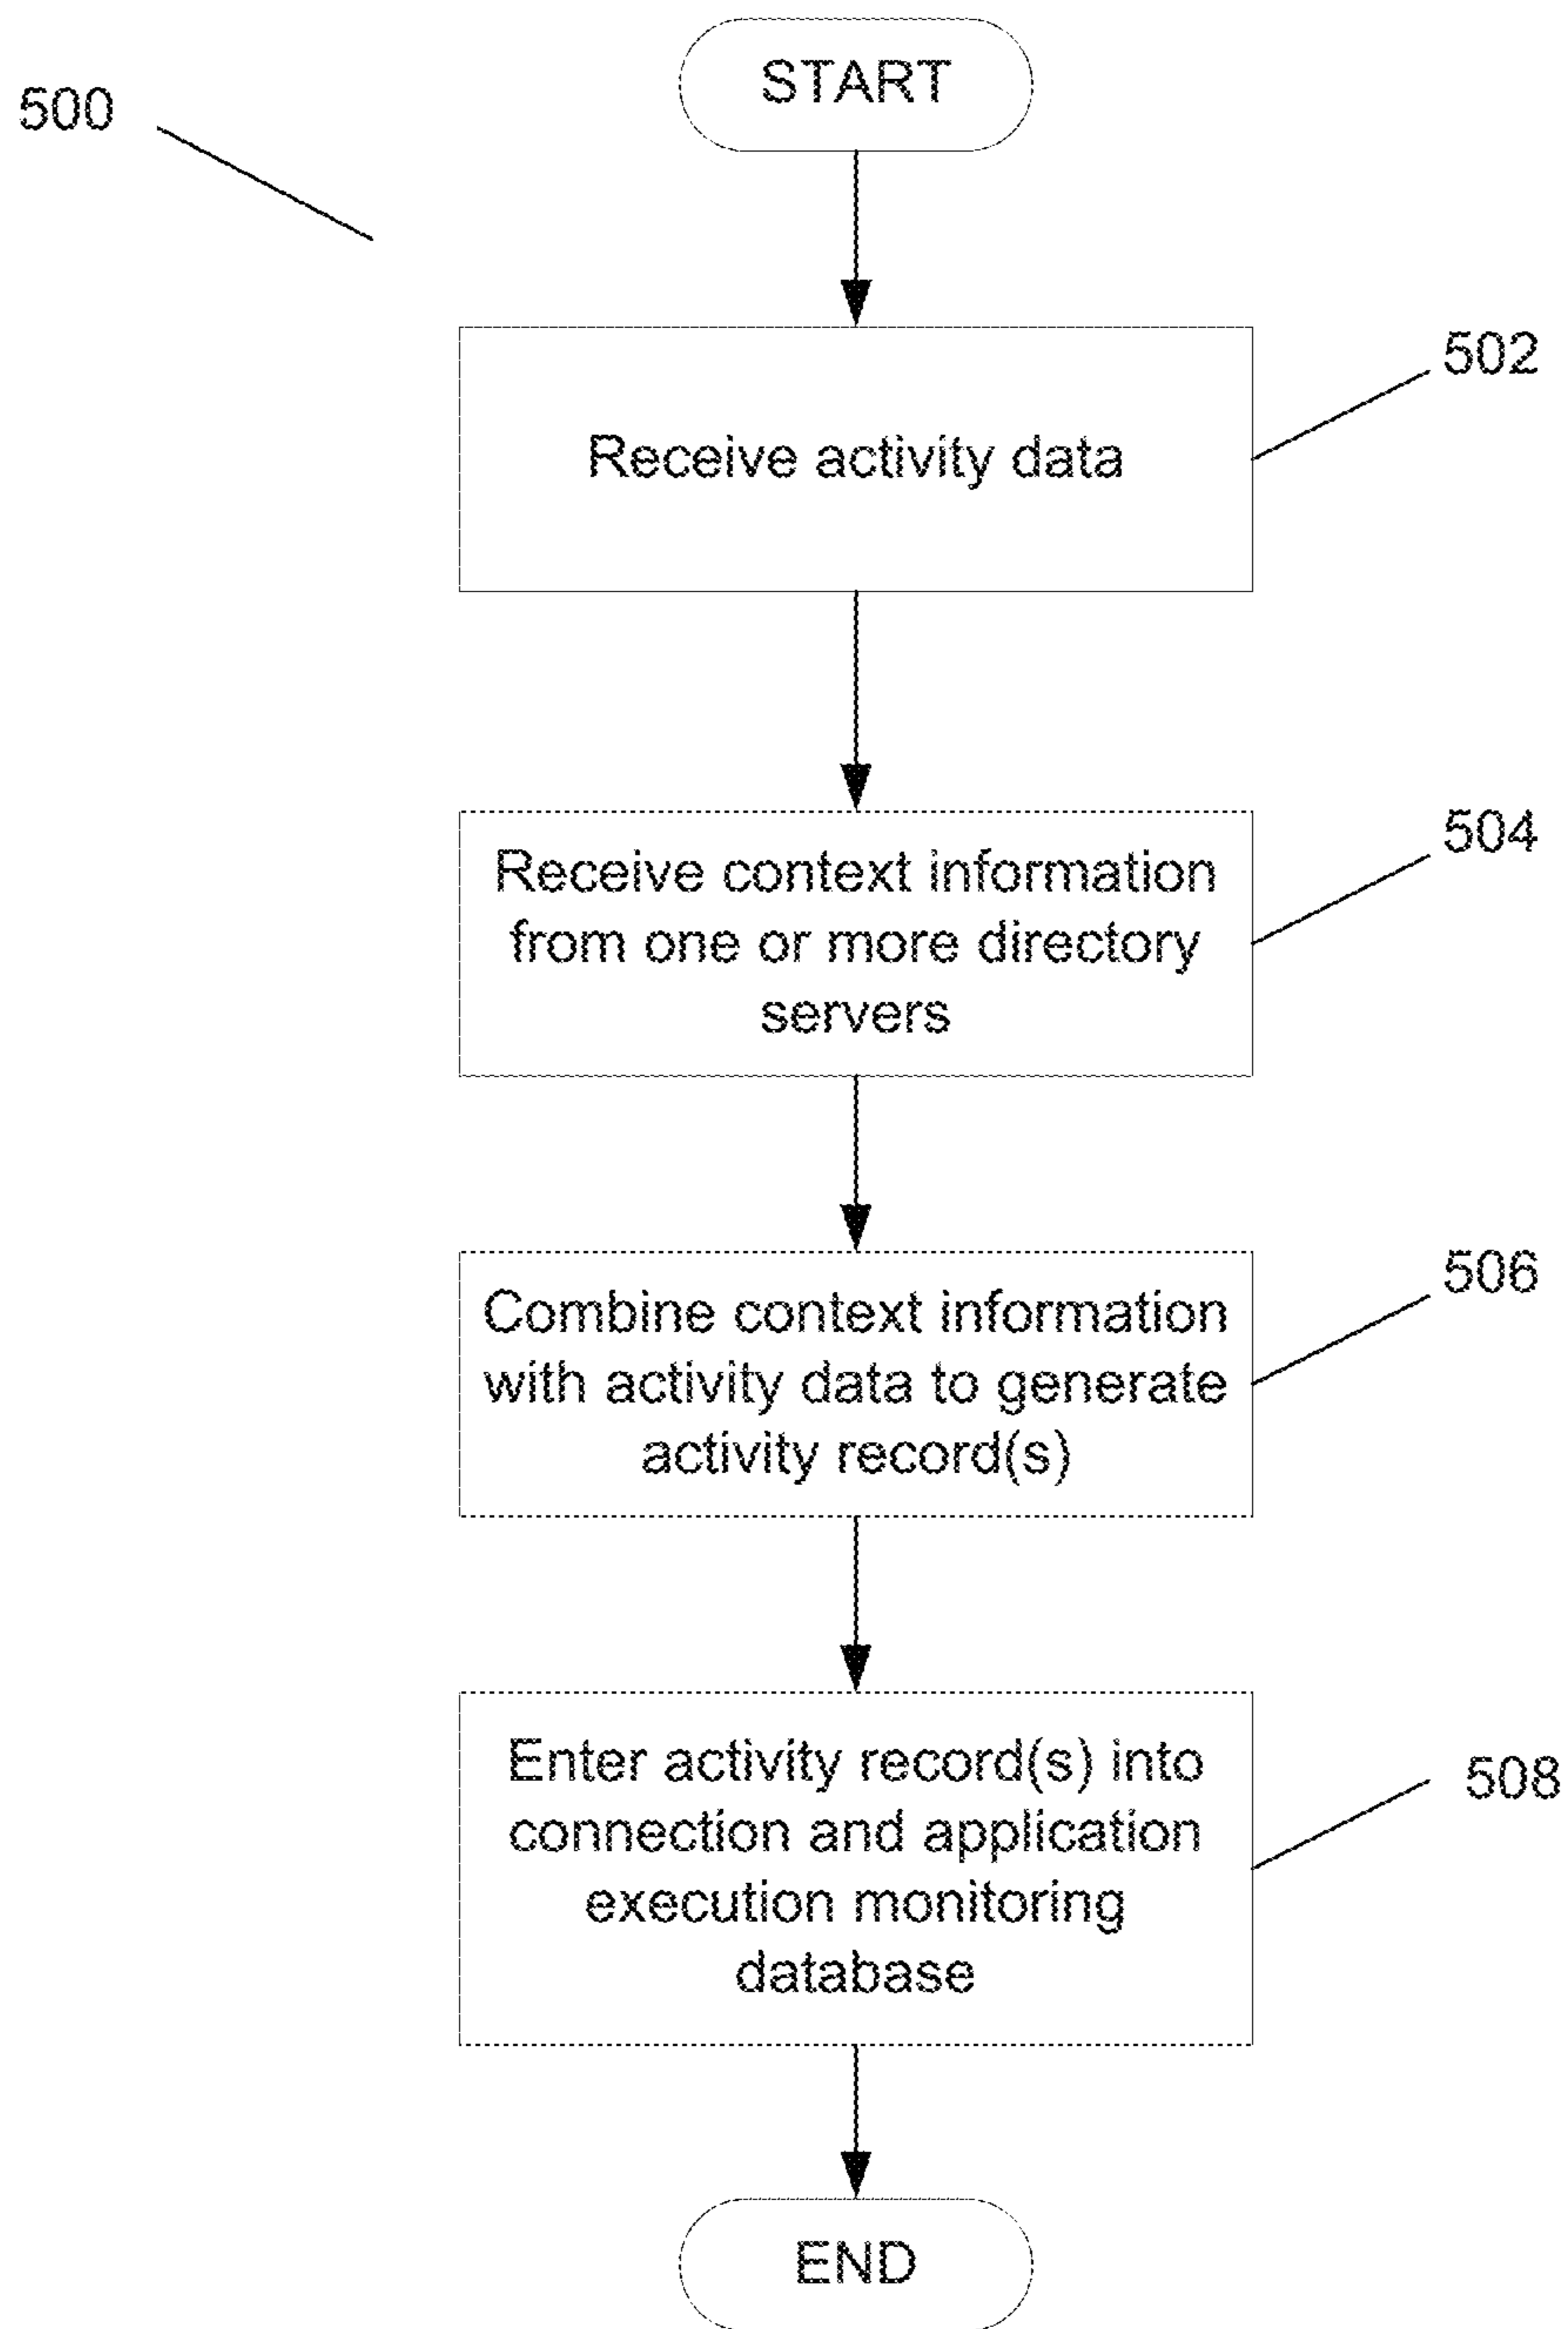 START
500
502
Receive activity data
504
Receive context information
from one or more directory
servers
506
Combine context information
with activity data to generate
activity record(s)
508
Enter activity record(s) into
connection and application
execution monitoring
database
END